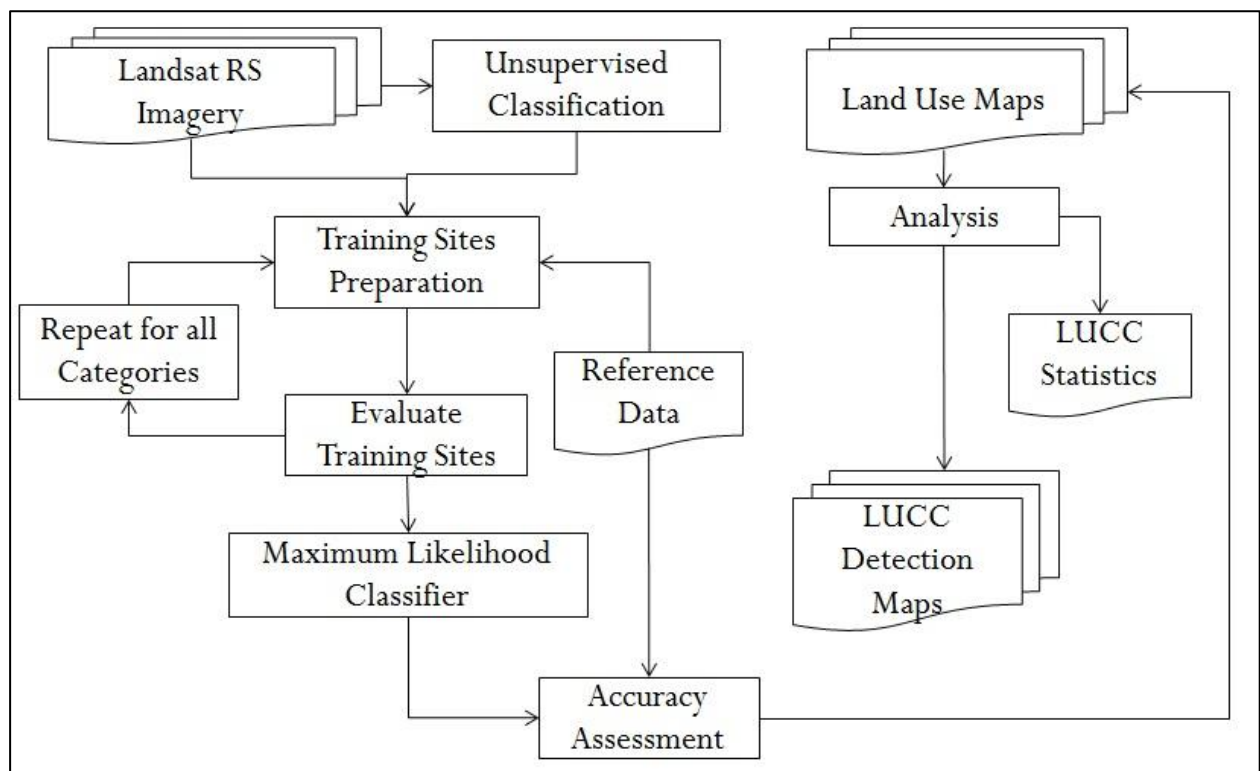 Landsat RS
Imagery
Unsupervised
Classification
Land Use Maps
Analysis
Training Sites
Preparation
Repeat for all
Categories
Reference
Data
LUCC
Statistics
Evaluate
Training Sites
LUCC
Detection
Maps
Maximum Likelihood
Classifier
Accuracy
Assessment